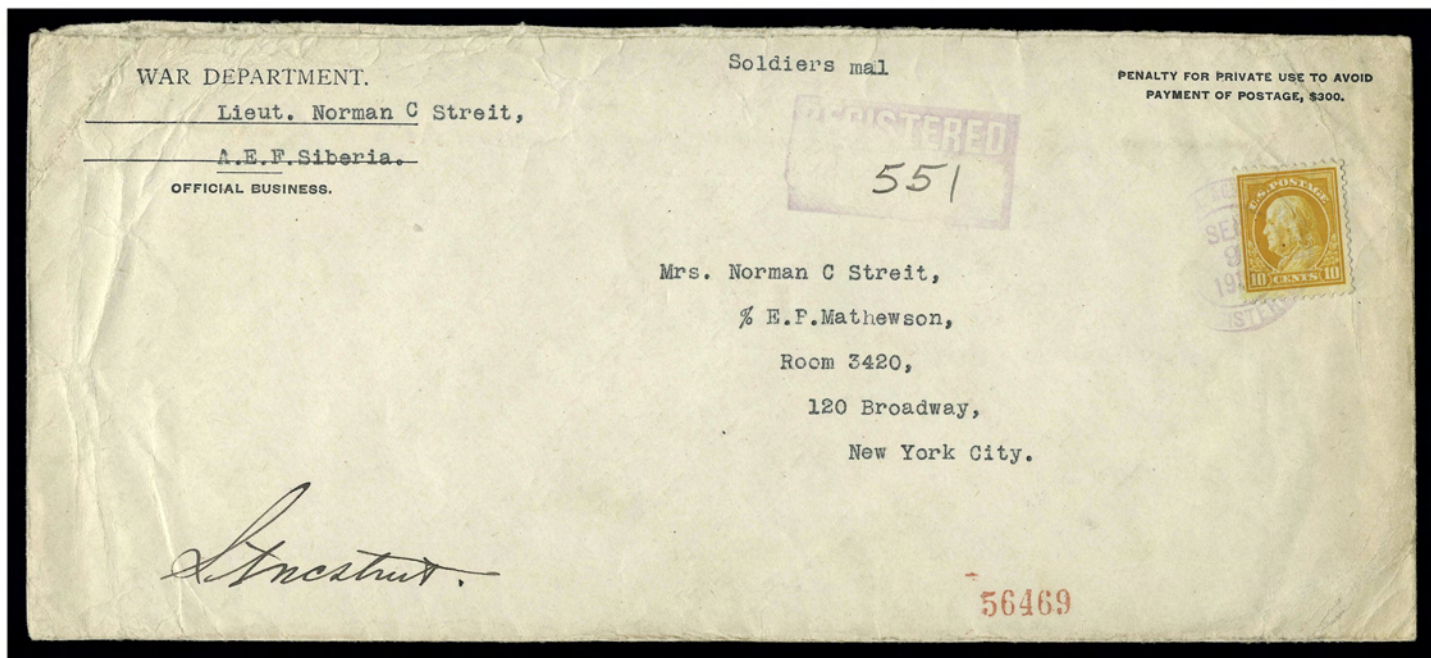 WAR DEPARTMENT.
Lieut. Norman C Streit,
A.E.F.Siberia.
OFFICIAL BUSINESS.
Soldiers mal
REGISTERED
551
PENALTY FOR PRIVATE USE TO AVOID
PAYMENT OF POSTAGE, $300.
U.S. POSTAGE
10 CENTS 10
Mrs. Norman C Streit,
% E.P.Mathewson,
Room 3420,
120 Broadway,
New York City.
56469